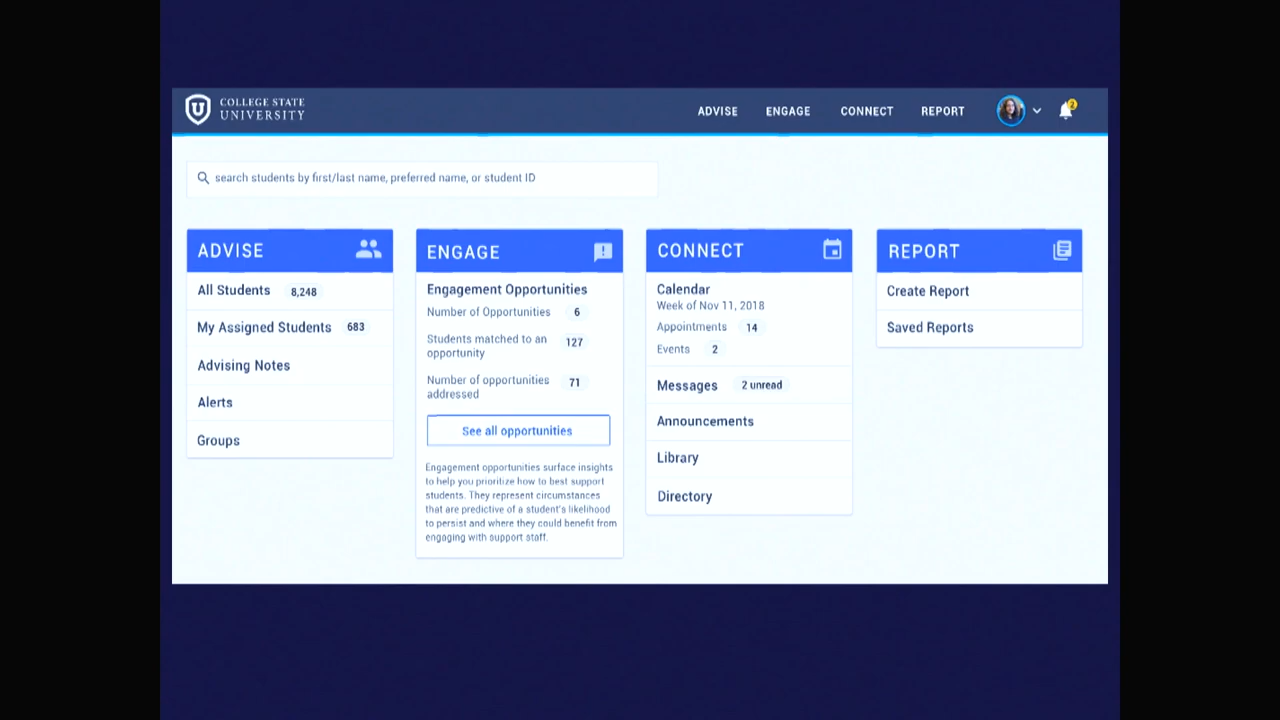 COLLEGE STATE
UNIVERSITY
ADVISE
ENGAGE
CONNECT
REPORT
2
search students by first/last name, preferred name, or student ID
ADVISE
All Students 8,248
My Assigned Students 683
Advising Notes
Alerts
Groups
ENGAGE
Engagement Opportunities
Number of Opportunities 6
Students matched to an
opportunity 127
Number of opportunities
addressed 71
See all opportunities
Engagement opportunities surface insights
to help you prioritize how to best support
students. They represent circumstances
that are predictive of a student's likelihood
to persist and where they could benefit from
engaging with support staff.
CONNECT
Calendar
Week of Nov 11, 2018
Appointments 14
Events 2
Messages 2 unread
Announcements
Library
Directory
REPORT
Create Report
Saved Reports